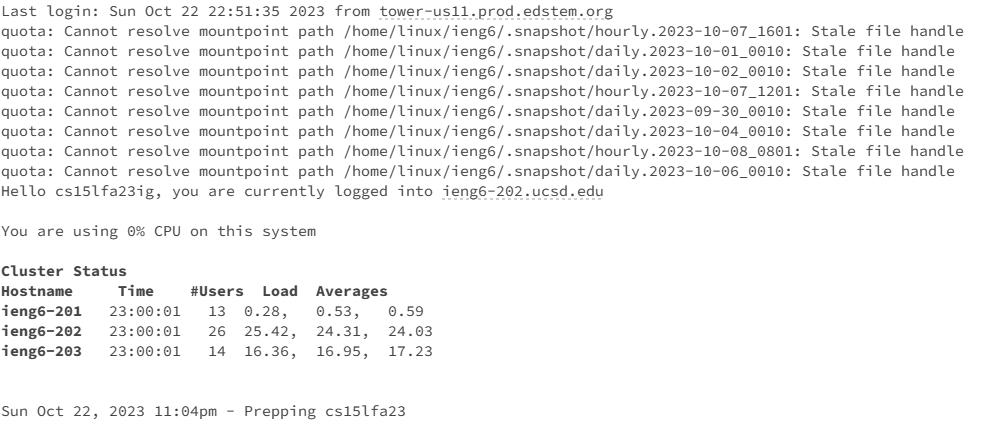 Last login: Sun Oct 22 22:51:35 2023 from tower-us11.prod.edstem.org
quota: Cannot resolve mountpoint path /home/linux/ieng6/.snapshot/hourly.2023-10-07_1601: Stale file handle
quota: Cannot resolve mountpoint path /home/linux/ieng6/.snapshot/daily.2023-10-01_0010: Stale file handle
quota: Cannot resolve mountpoint path /home/linux/ieng6/.snapshot/daily.2023-10-02_0010: Stale file handle
quota: Cannot resolve mountpoint path /home/linux/ieng6/.snapshot/hourly.2023-10-07_1201: Stale file handle
quota: Cannot resolve mountpoint path /home/linux/ieng6/.snapshot/daily.2023-09-30_0010: Stale file handle
quota: Cannot resolve mountpoint path /home/linux/ieng6/.snapshot/daily.2023-10-04_0010: Stale file handle
quota: Cannot resolve mountpoint path /home/linux/ieng6/.snapshot/hourly.2023-10-08_0801: Stale file handle
quota: Cannot resolve mountpoint path /home/linux/ieng6/.snapshot/daily.2023-10-06_0010: Stale file handle
Hello cs15lfa23ig, you are currently logged into ieng6-202.ucsd.edu
You are using 0% CPU on this system
Cluster Status
Hostname     Time    #Users  Load  Averages
ieng6-201   23:00:01   13  0.28,   0.53,   0.59
ieng6-202   23:00:01   26  25.42,  24.31,  24.03
ieng6-203   23:00:01   14  16.36,  16.95,  17.23
Sun Oct 22, 2023 11:04pm - Prepping cs15lfa23